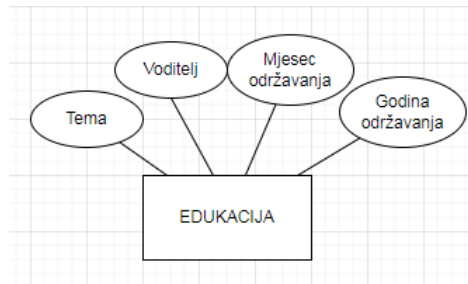 Tema
Voditelj
Mjesec
održavanja
Godina
održavanja
EDUKACIJA